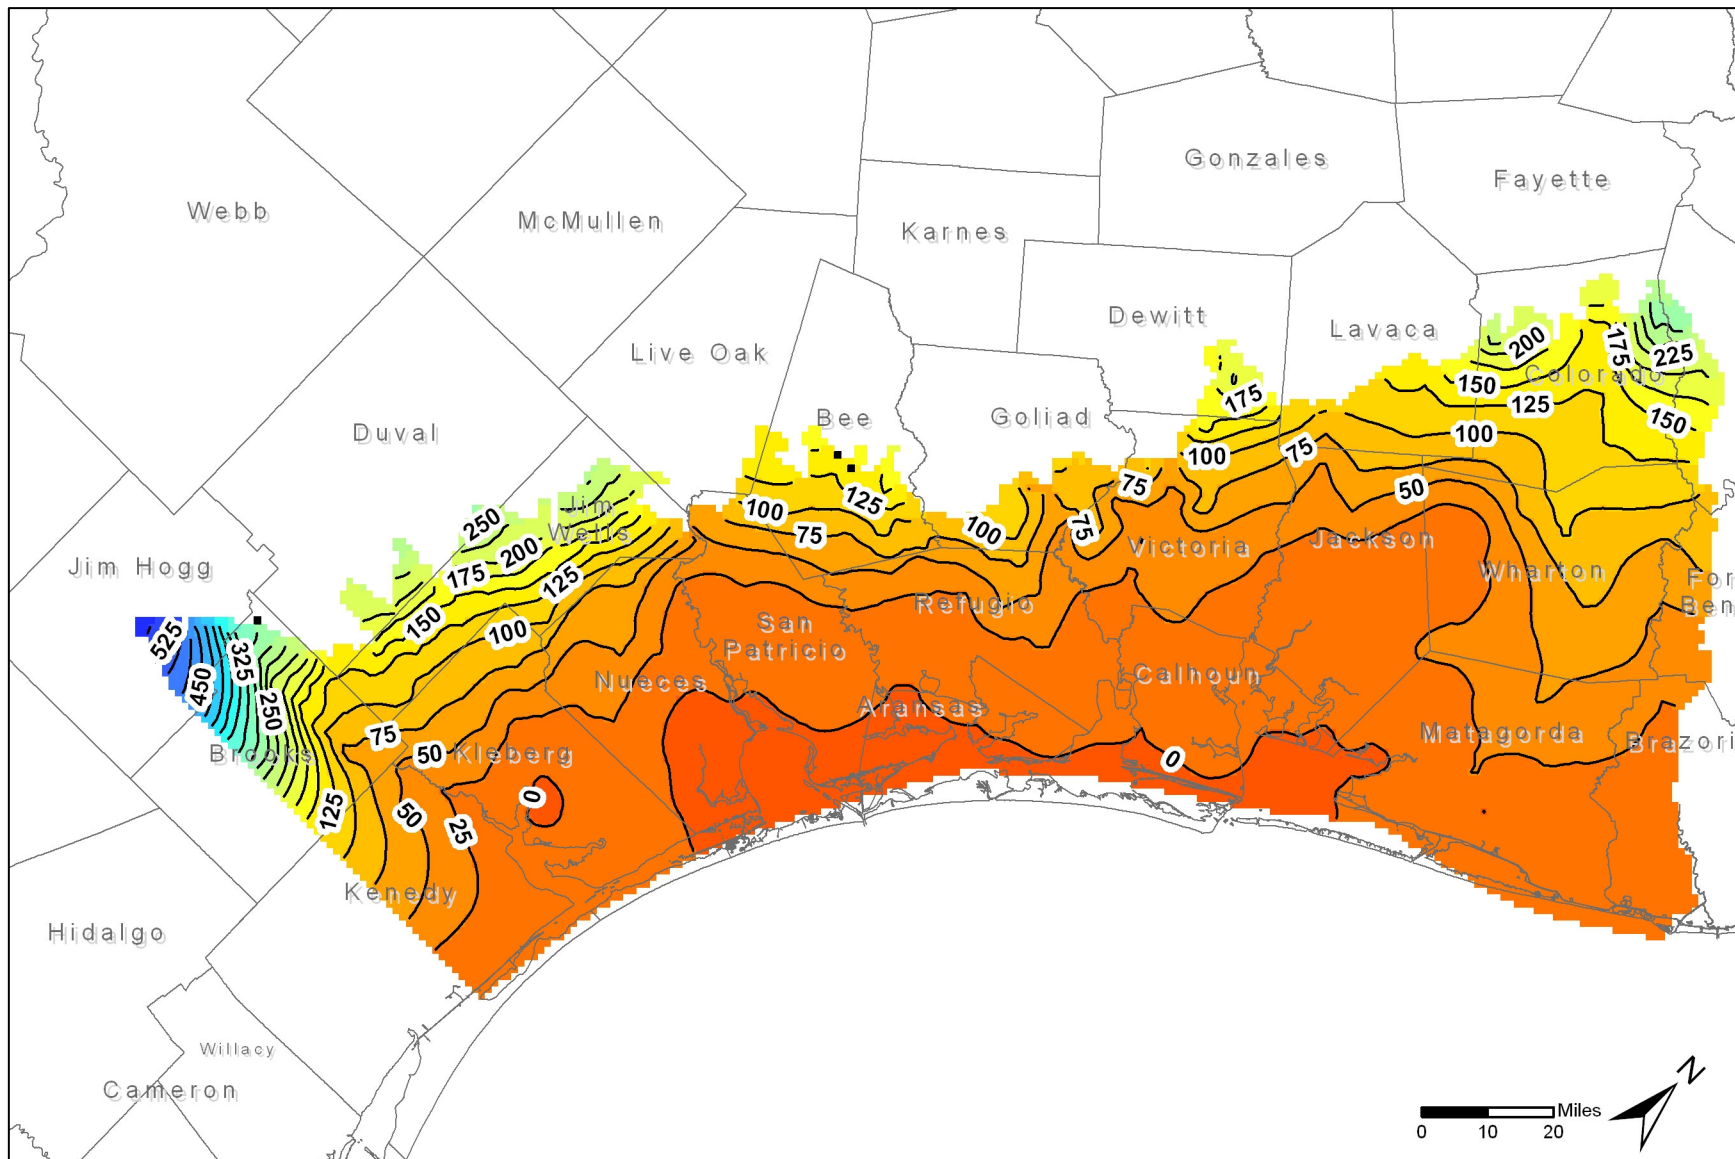 Gonzales
Fayette
Webb
McMullen
Karnes
Dewitt
Lavaca
Live Oak
200
175
225
Colorado
150
125
175
150
Bee
Goliad
Duval
100
75
100
75
50
125
100
75
100
75
250
Jim
Wells
200
175
125
150
100
Victoria
Jackson
Wharton
For
Ben
Jim Hogg
Refugio
San
Patricio
525
325
450
250
Nueces
Calhoun
Aransas
75
50
Kleberg
Brooks
0
0
Matagorda
Brazori
125
50
25
Kenedy
Hidalgo
Willacy
Cameron
N
Miles
0 10 20